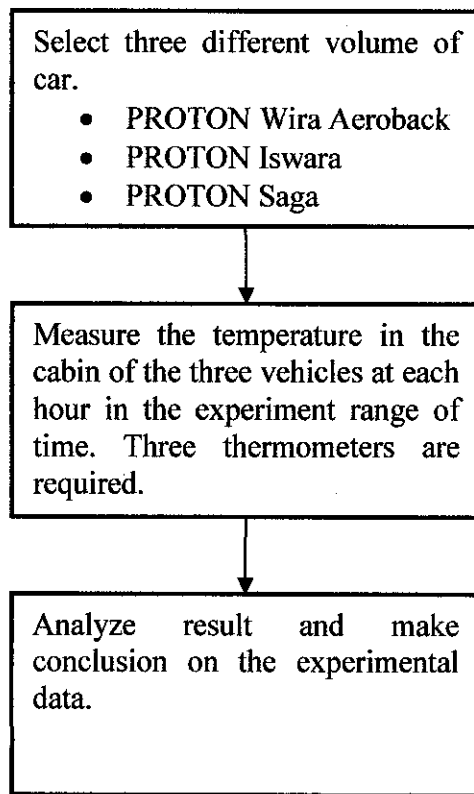 Select three different volume of
car.
• PROTON Wira Aeroback
• PROTON Iswara
• PROTON Saga
Measure the temperature in the
cabin of the three vehicles at each
hour in the experiment range of
time. Three thermometers are
required.
Analyze result and make
conclusion on the experimental
data.